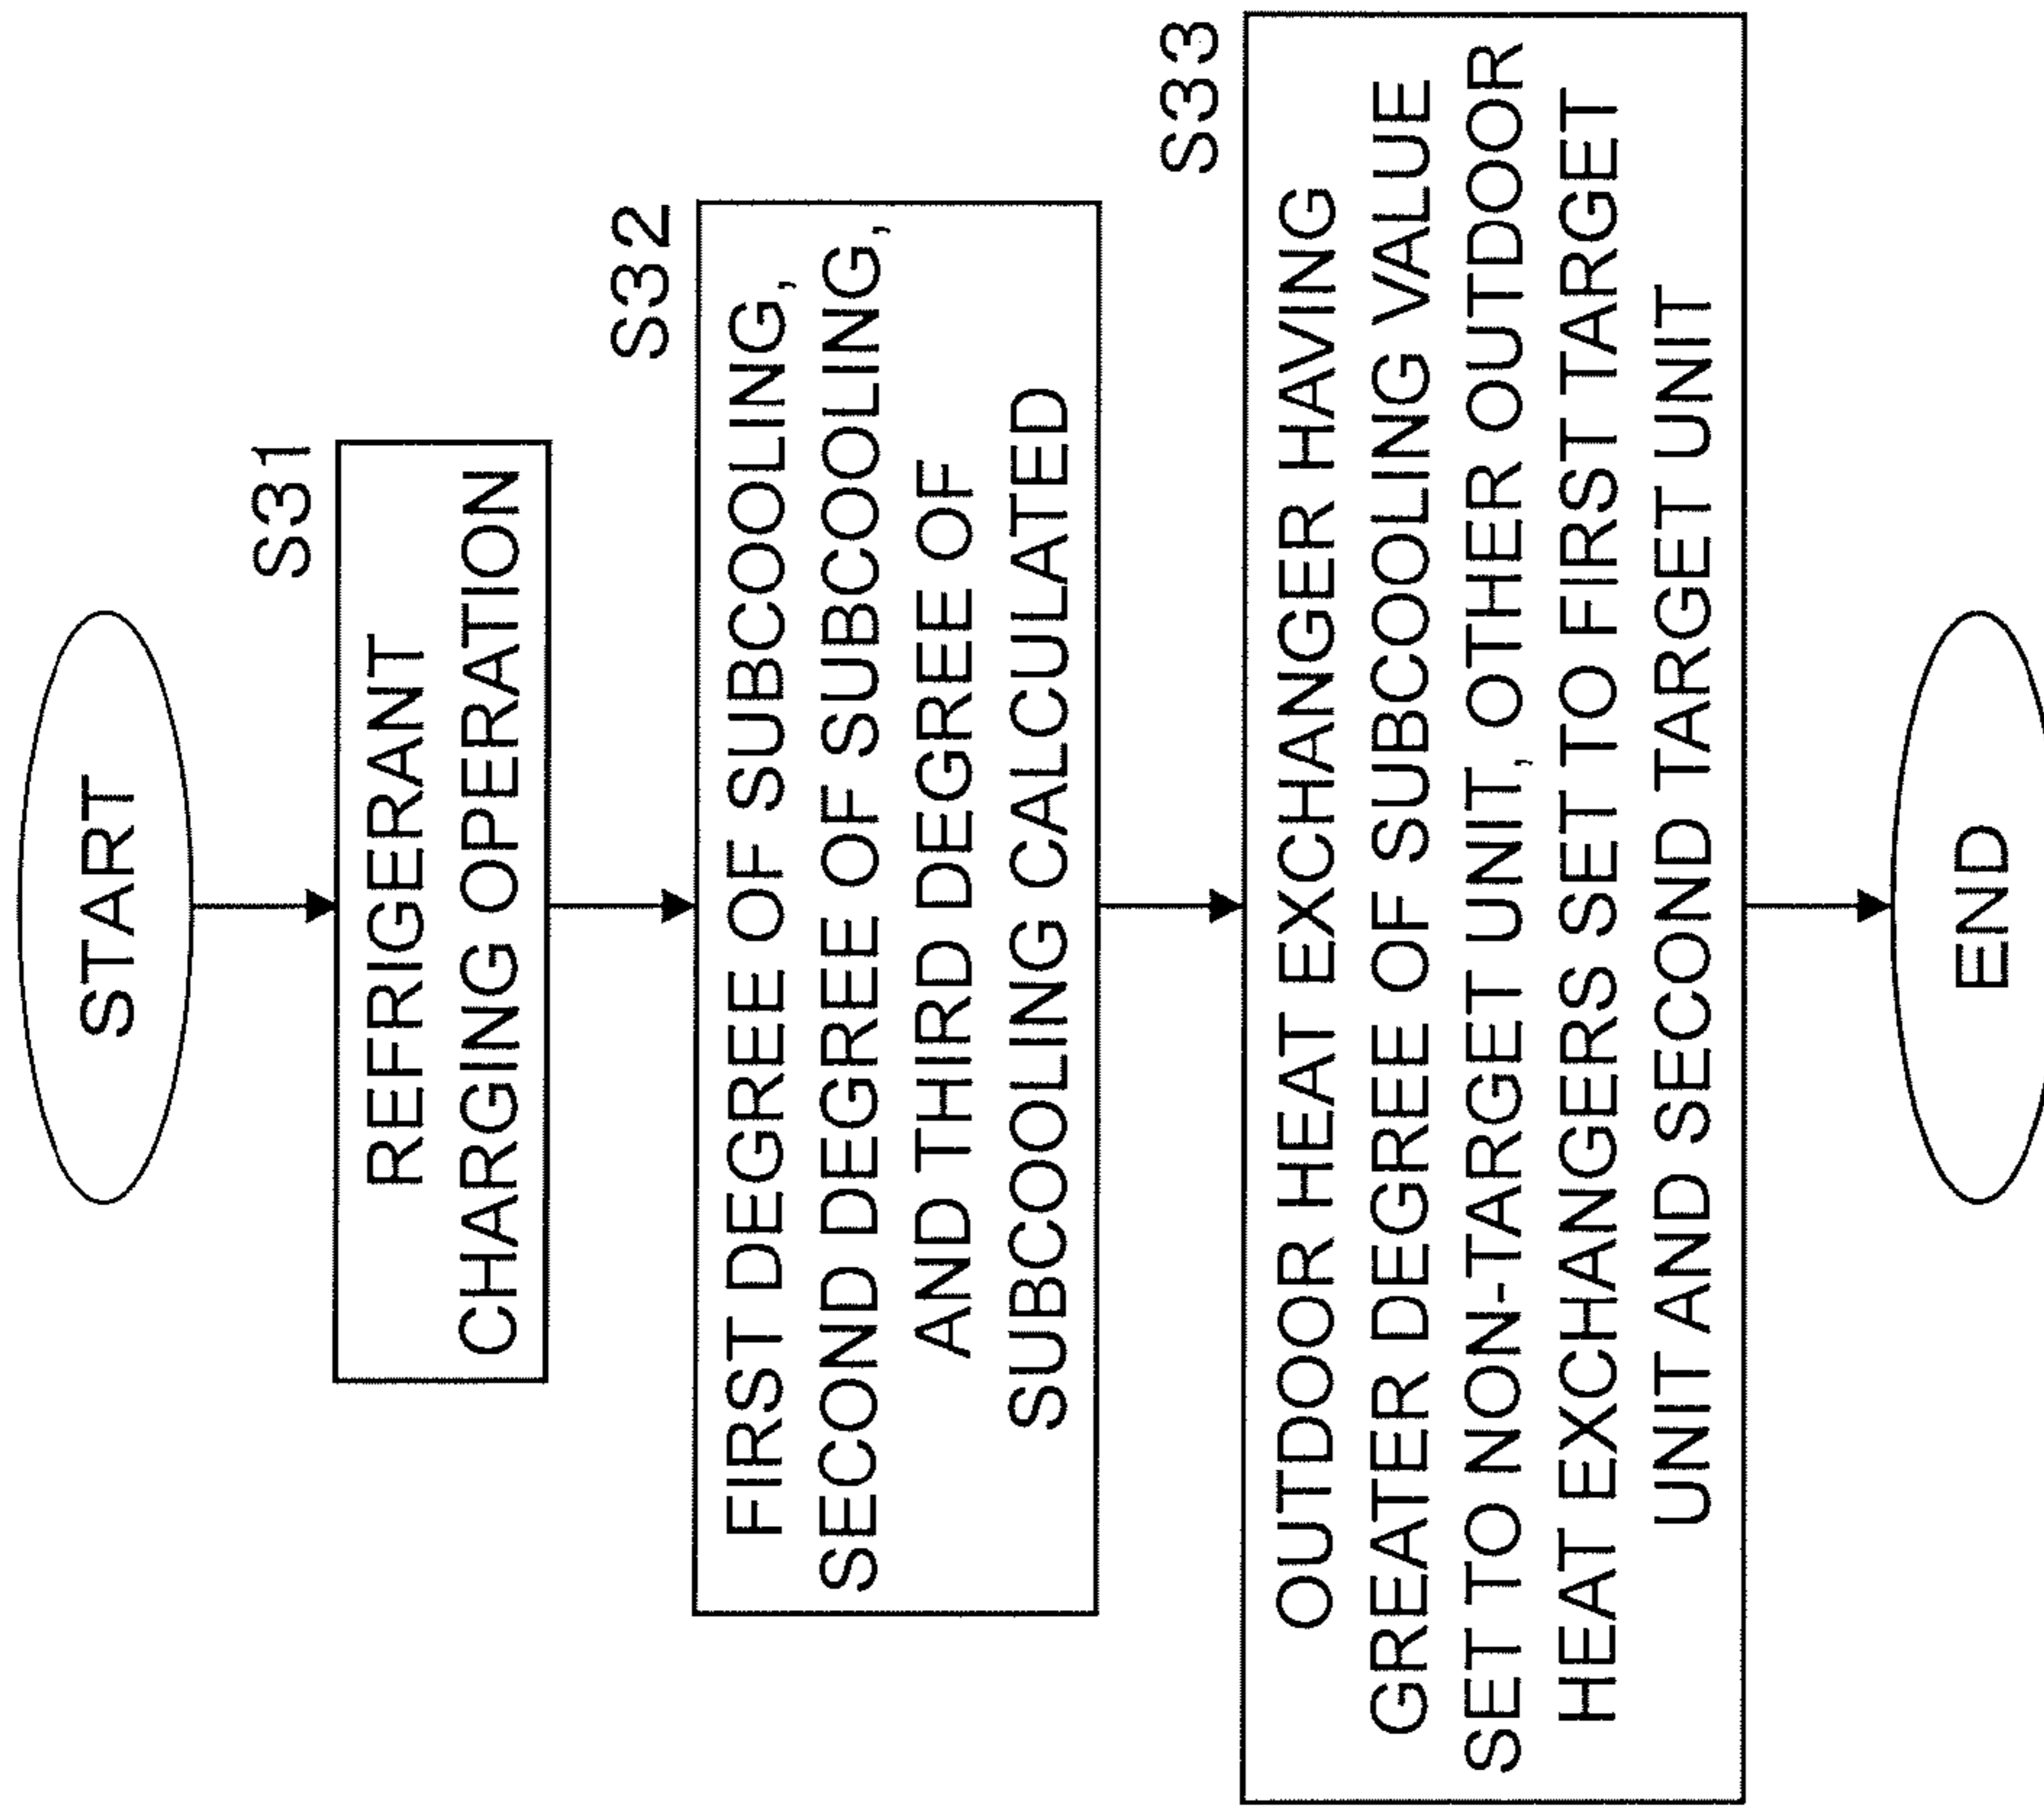 START
S31
REFRIGERANT
CHARGING OPERATION
S32
FIRST DEGREE OF SUBCOOLING,
SECOND DEGREE OF SUBCOOLING,
AND THIRD DEGREE OF
SUBCOOLING CALCULATED
S33
OUTDOOR HEAT EXCHANGER HAVING
GREATER DEGREE OF SUBCOOLING VALUE
SET TO NON-TARGET UNIT, OTHER OUTDOOR
HEAT EXCHANGERS SET TO FIRST TARGET
UNIT AND SECOND TARGET UNIT
END